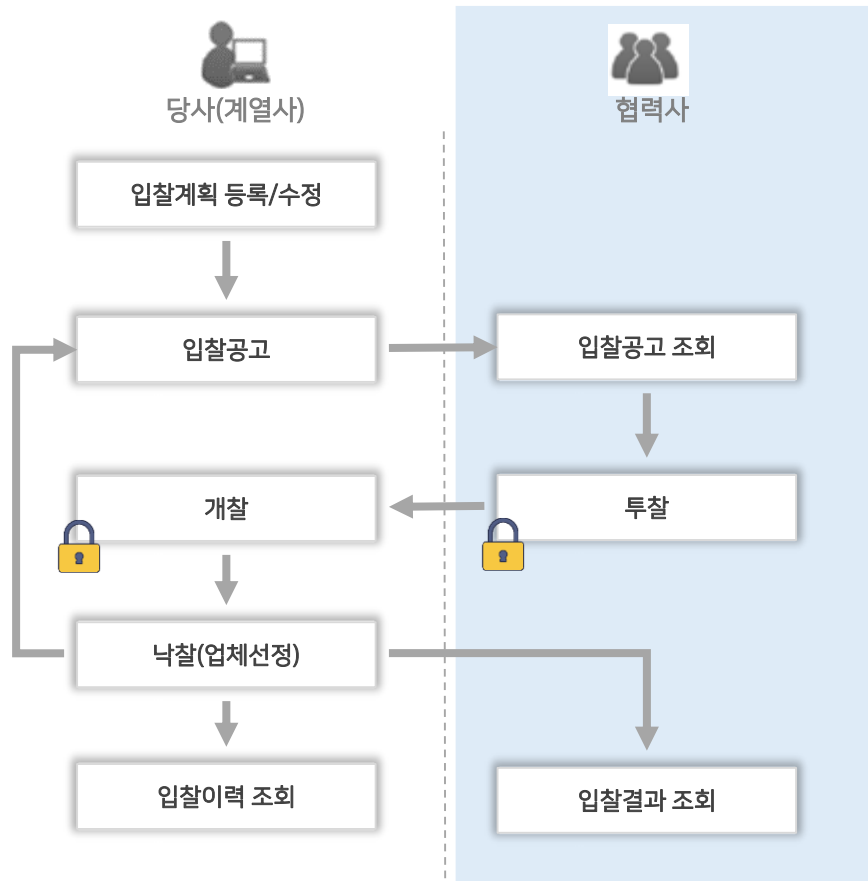 당사(계열사)
협력사
입찰계획 등록/수정
입찰공고
입찰공고 조회
개찰
투찰
낙찰(업체선정)
입찰이력 조회
입찰결과 조회